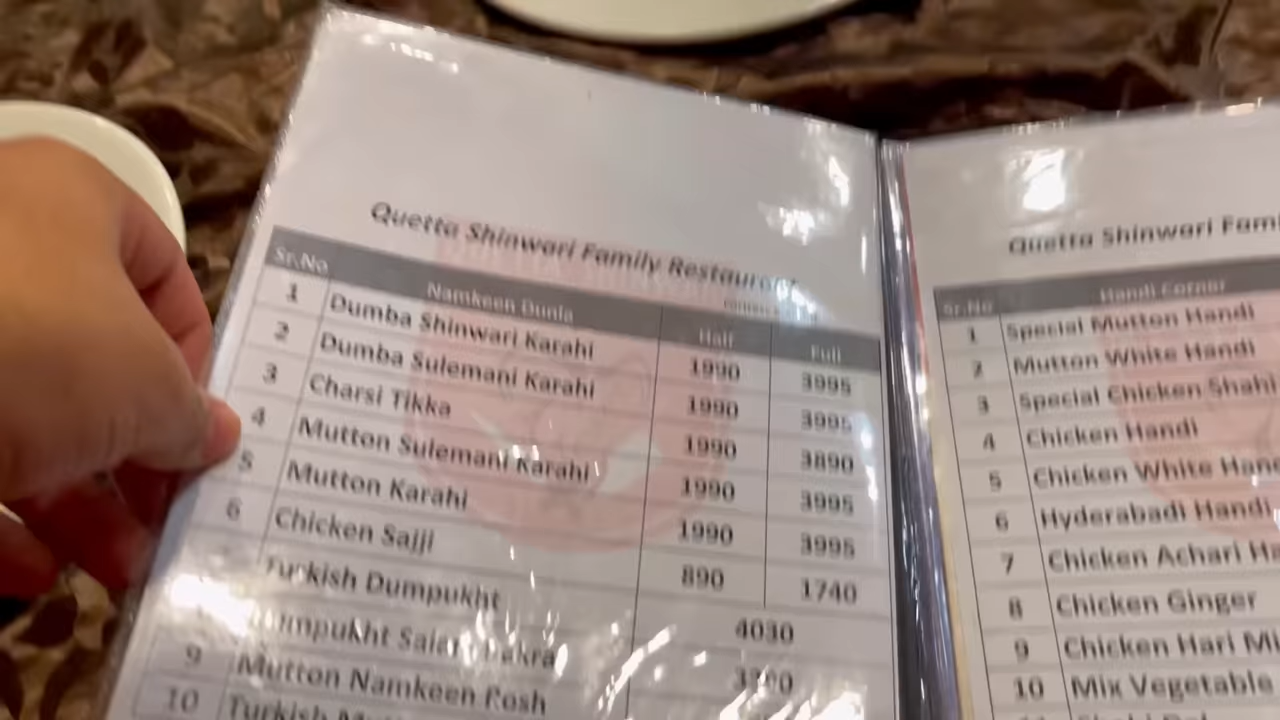 Quetta Shinwari Family Restaurant
Sr.No Namkeen Dunia Half Full
1 Dumba Shinwari Karahi 1990 3995
2 Dumba Sulemani Karahi 1990 3995
3 Charsi Tikka 1990 3890
4 Mutton Sulemani Karahi 1990 3995
5 Mutton Karahi 1990 3995
6 Chicken Sajji 890 1740
Turkish Dumpukht 4030
9 Mutton Namkeen Rosh
10 Turkish
Quetta Shinwari
Sr.No Handi Corner
1 Special Mutton Handi
2 Mutton White Handi
3 Special Chicken Shahi
4 Chicken Handi
5 Chicken White
6 Hyderabadi Handi
7 Chicken Achari
8 Chicken Ginger
9 Chicken Hari
10 Mix Vegetable